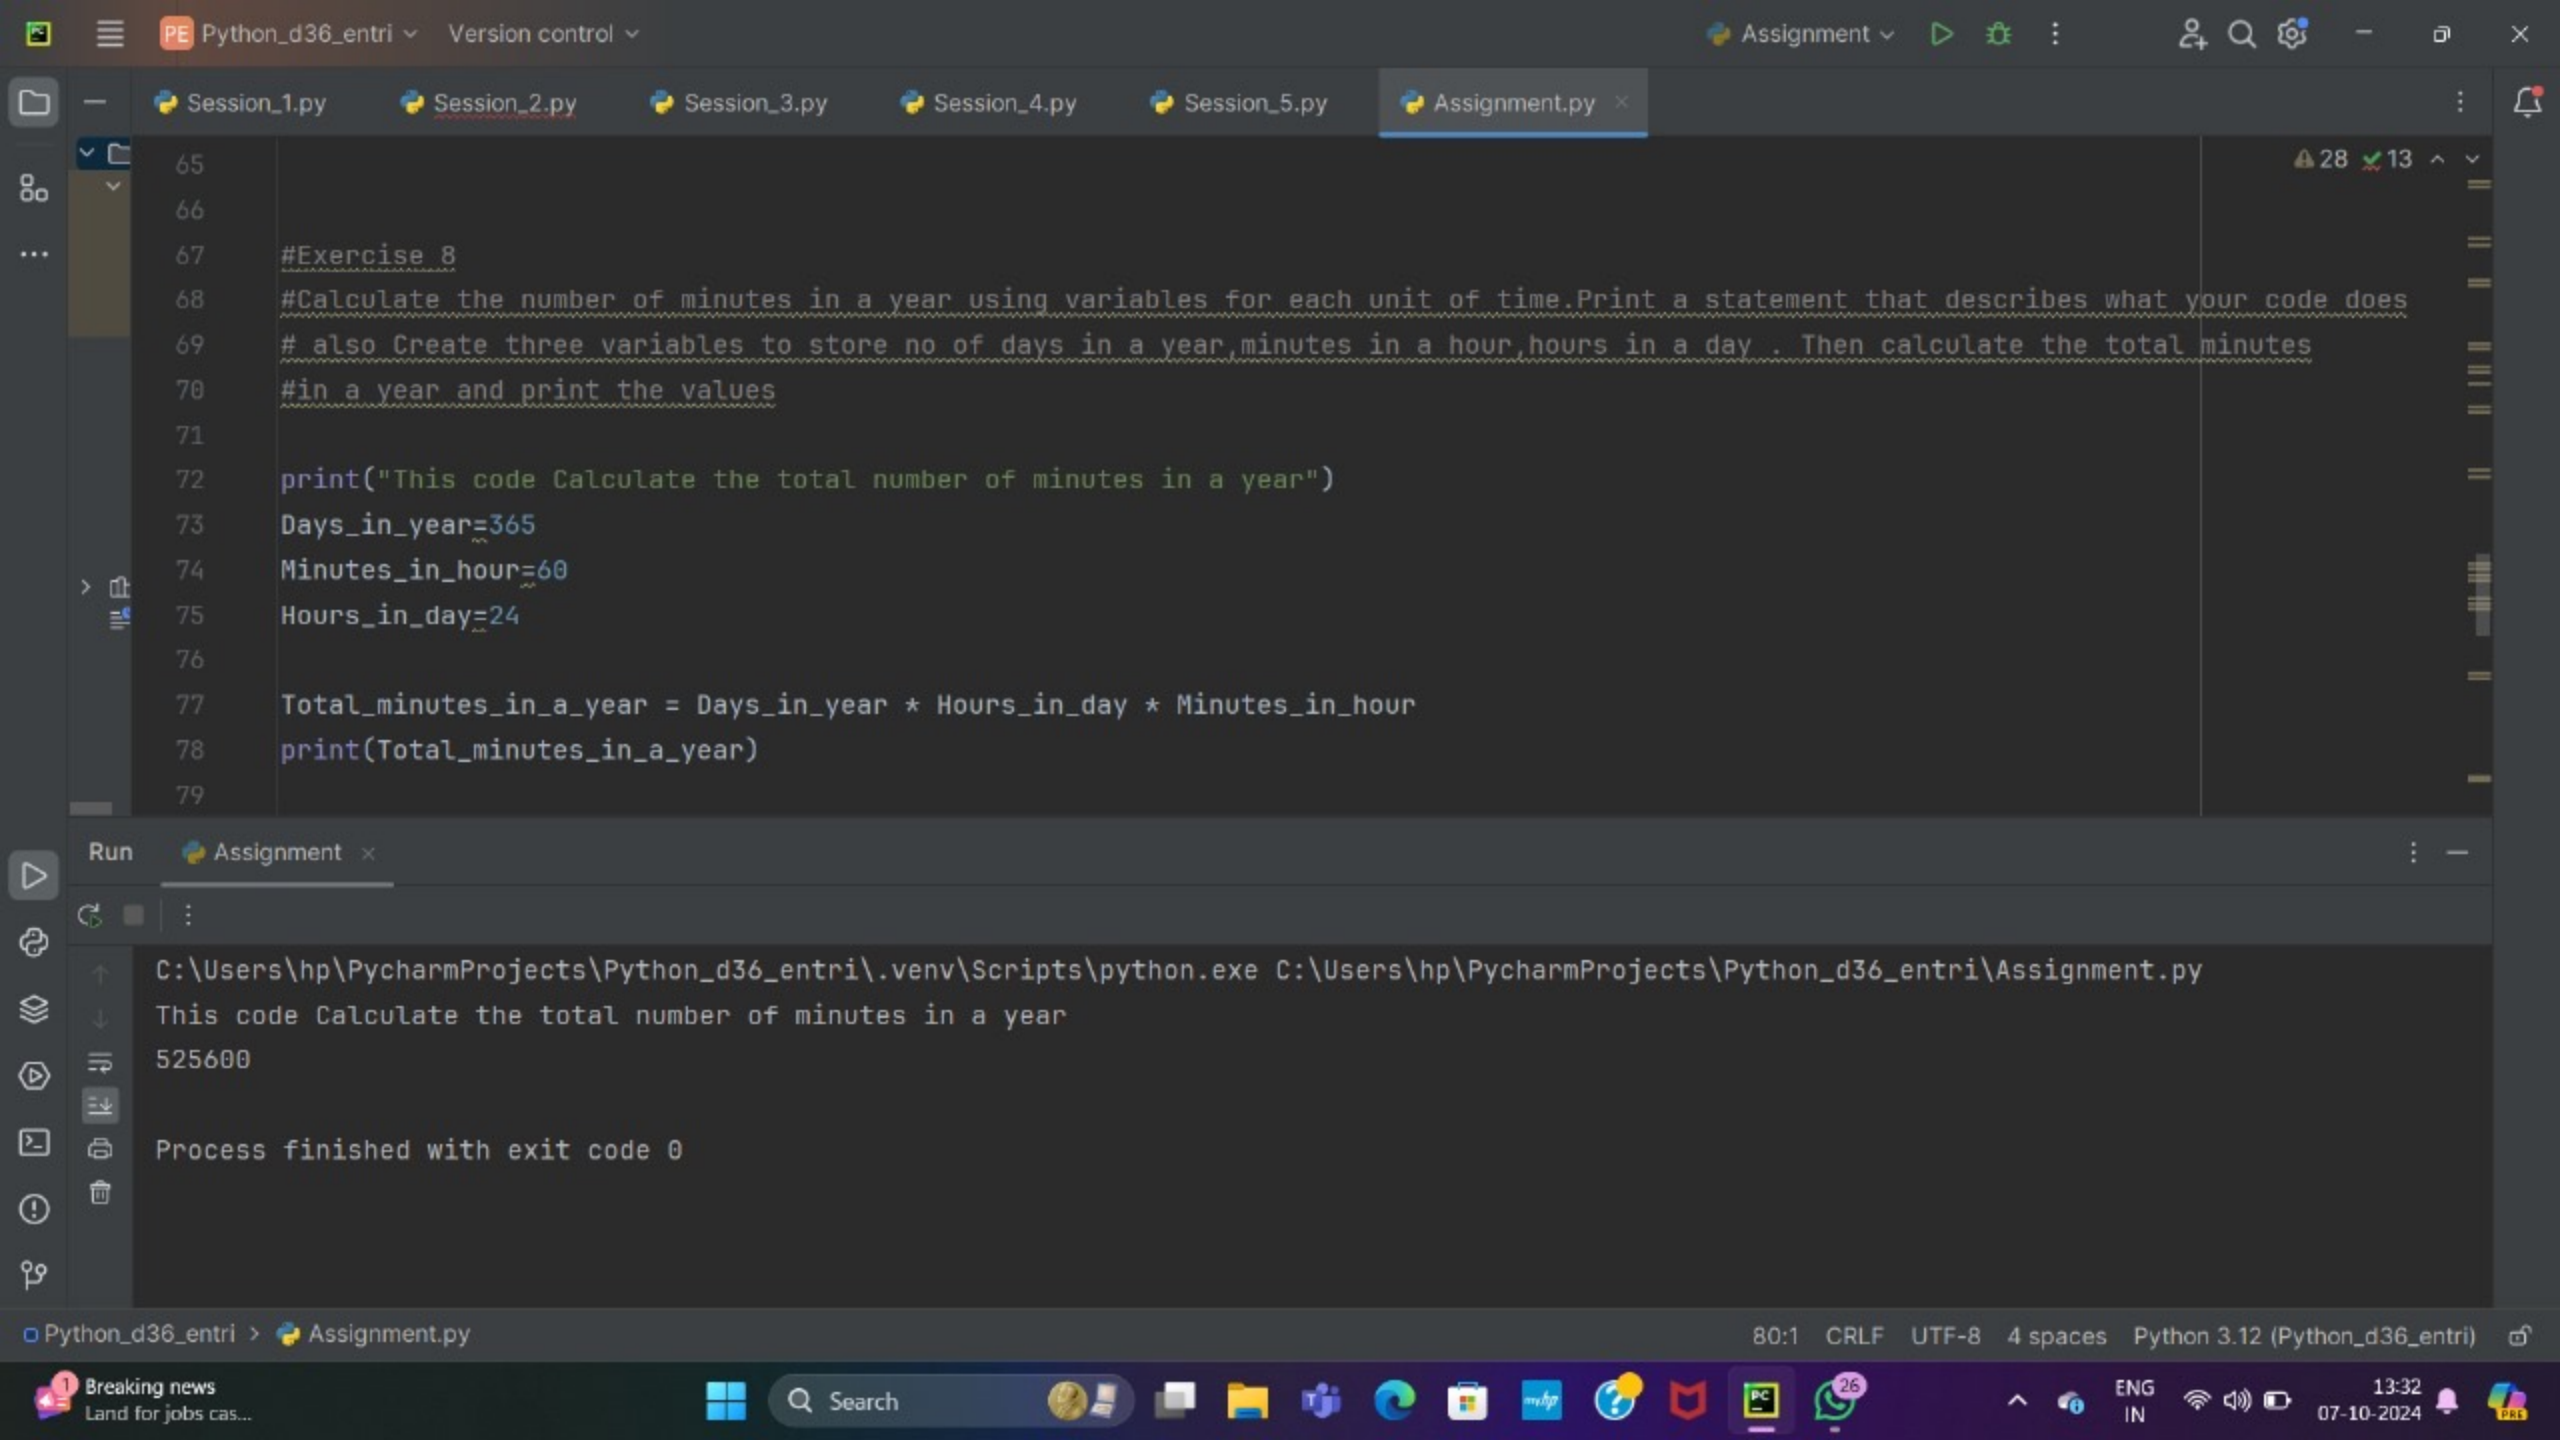 PC PE Python_d36_entri Version control Assignment
Session_1.py Session_2.py Session_3.py Session_4.py Session_5.py Assignment.py
28 13
65
66
67 #Exercise 8
68 #Calculate the number of minutes in a year using variables for each unit of time.Print a statement that describes what your code does
69 # also Create three variables to store no of days in a year,minutes in a hour,hours in a day . Then calculate the total minutes
70 #in a year and print the values
71
72 print("This code Calculate the total number of minutes in a year")
73 Days_in_year=365
74 Minutes_in_hour=60
75 Hours_in_day=24
76
77 Total_minutes_in_a_year = Days_in_year * Hours_in_day * Minutes_in_hour
78 print(Total_minutes_in_a_year)
79
Run Assignment
C:\Users\hp\PycharmProjects\Python_d36_entri\.venv\Scripts\python.exe C:\Users\hp\PycharmProjects\Python_d36_entri\Assignment.py
This code Calculate the total number of minutes in a year
525600
Process finished with exit code 0
Python_d36_entri > Assignment.py 80:1 CRLF UTF-8 4 spaces Python 3.12 (Python_d36_entri)
1 Breaking news
Land for jobs cas...
Search
myhp
PC
26
ENG
IN
13:32
07-10-2024
PRE